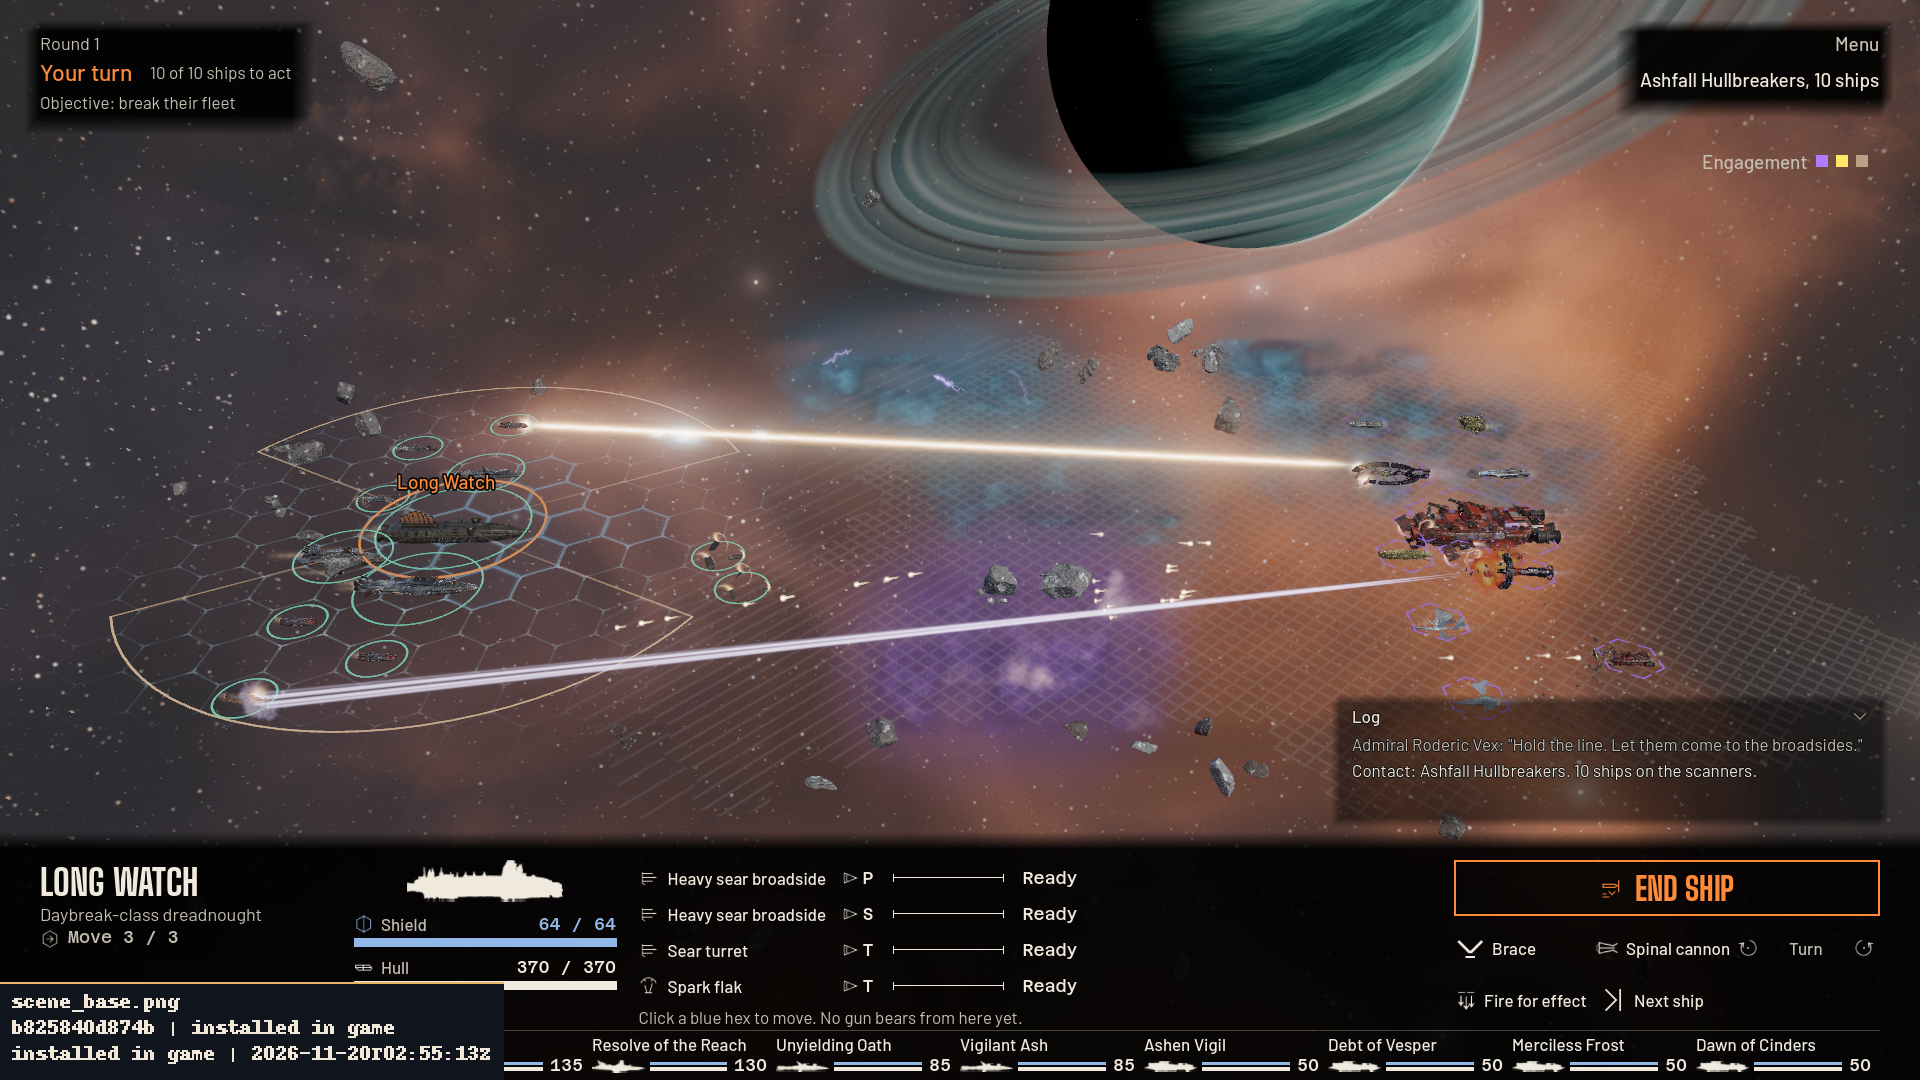 Round 1
Your turn 10 of 10 ships to act
Objective: break their fleet
Menu
Ashfall Hullbreakers, 10 ships
Engagement
Long Watch
Log
Admiral Roderic Vex: "Hold the line. Let them come to the broadsides."
Contact: Ashfall Hullbreakers. 10 ships on the scanners.
LONG WATCH
Daybreak-class dreadnought
Move 3 / 3
Shield 64 / 64
Hull 370 / 370
Heavy sear broadside P Ready
Heavy sear broadside S Ready
Sear turret T Ready
Spark flak T Ready
Click a blue hex to move. No gun bears from here yet.
END SHIP
Brace Spinal cannon Turn
Fire for effect Next ship
scene_base.png
b825840d874b | installed in game
installed in game | 2026-11-20T02:55:13Z
135
Resolve of the Reach 130
Unyielding Oath 85
Vigilant Ash 85
Ashen Vigil 50
Debt of Vesper 50
Merciless Frost 50
Dawn of Cinders 50